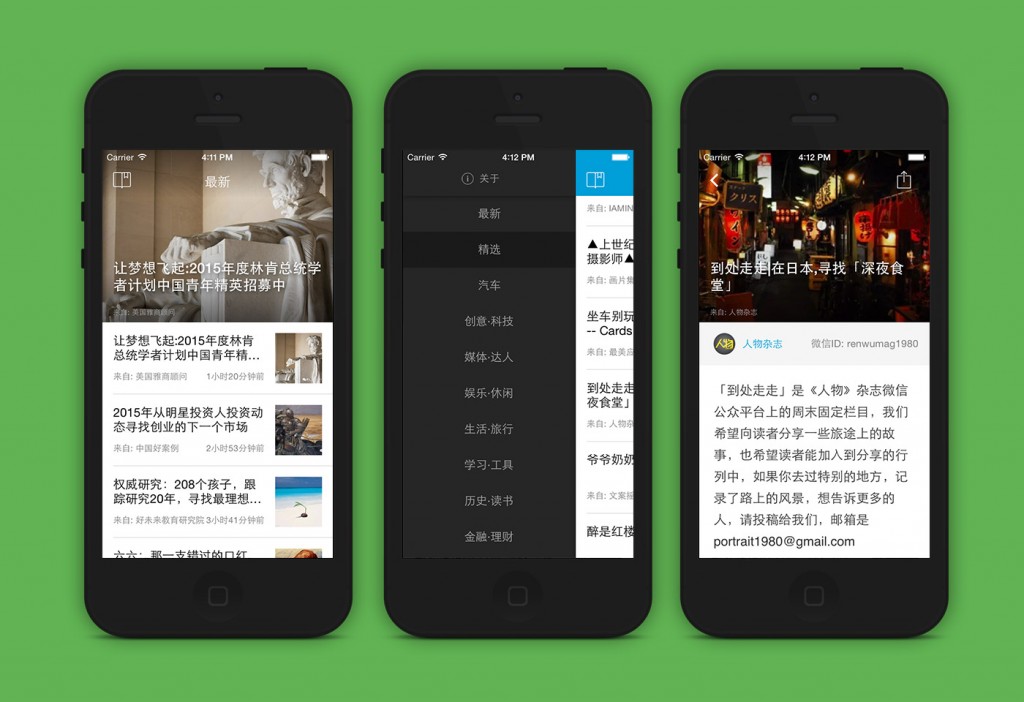 Carrier
4:11 PM
最新
让梦想飞起:2015年度林肯总统学
者计划中国青年精英招募中
来自: 美国雅商顾问
让梦想飞起:2015年度林肯
总统学者计划中国青年精...
来自: 美国雅商顾问
1小时20分钟前
2015年从明星投资人投资动
态寻找创业的下一个市场
来自: 中国好案例
2小时53分钟前
权威研究：208个孩子，跟
踪研究20年，寻找最理想...
来自: 好未来教育研究院
3小时41分钟前
六六：那一支错过的口红
Carrier
4:12 PM
关于
最新
精选
汽车
创意·科技
媒体·达人
娱乐·休闲
生活·旅行
学习·工具
历史·读书
金融·理财
来自: IAMIN
▲上世纪
摄影师▲
来自: 画片集
坐车别玩
-- Cards
来自: 最美应
到处走走
夜食堂」
来自: 人物杂
爷爷奶奶
来自: 文案摇
醉是红楼
Carrier
4:12 PM
クリス
到处走走|在日本,寻找「深夜食
堂」
来自: 人物杂志
人物
人物杂志
微信ID: renwumag1980
「到处走走」是《人物》杂志微信
公众平台上的周末固定栏目，我们
希望向读者分享一些旅途上的故
事，也希望读者能加入到分享的行
列中，如果你去过特别的地方，记
录了路上的风景，想告诉更多的
人，请投稿给我们，邮箱是
portrait1980@gmail.com